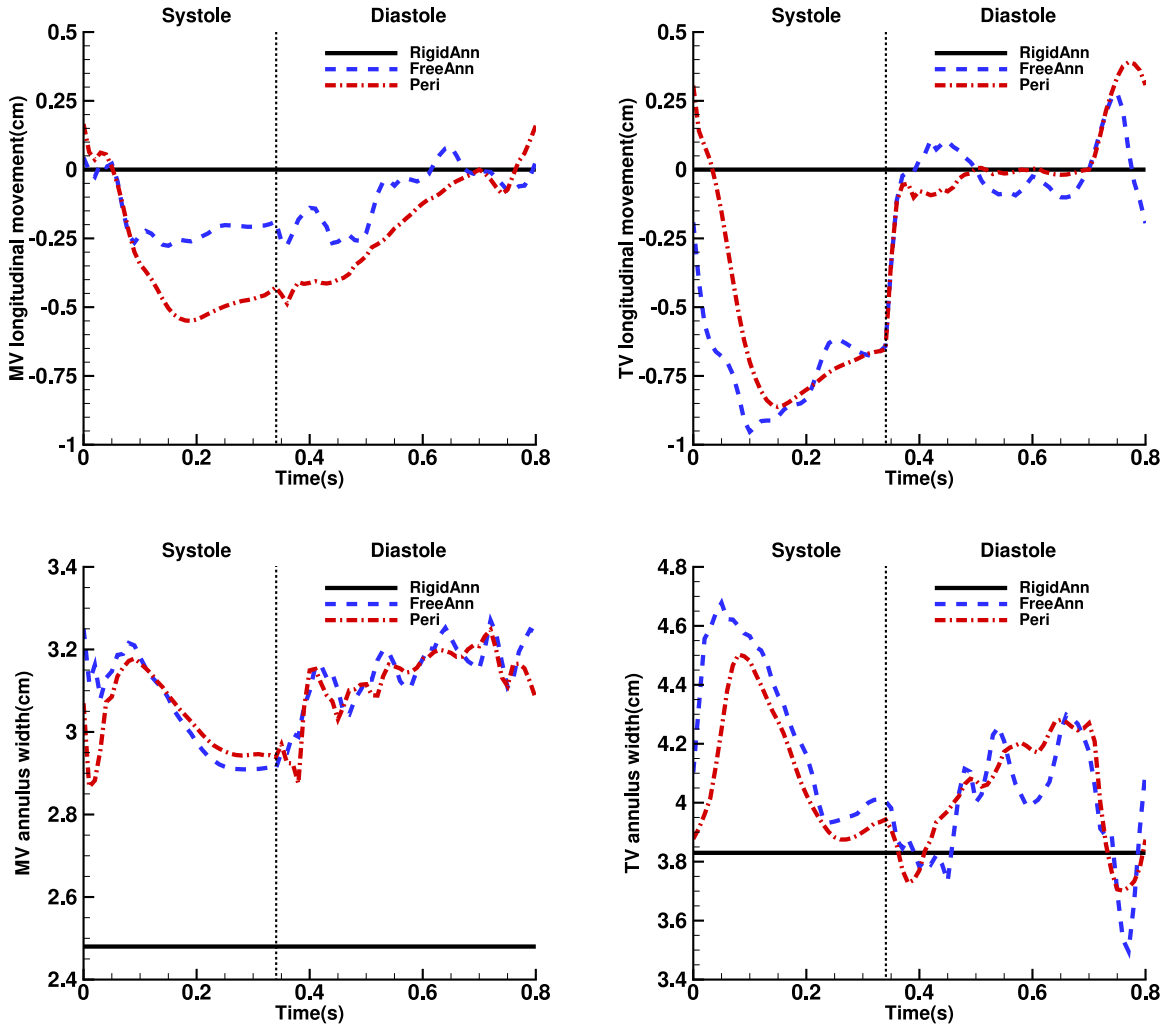 Systole Diastole
0.5
0.25
0
-0.25
-0.5
-0.75
-1
MV longitudinal movement(cm)
RigidAnn
FreeAnn
Peri
0 0.2 0.4 0.6 0.8
Time(s)
Systole Diastole
0.5
0.25
0
-0.25
-0.5
-0.75
-1
TV longitudinal movement(cm)
RigidAnn
FreeAnn
Peri
0 0.2 0.4 0.6 0.8
Time(s)
Systole Diastole
3.4
3.2
3
2.8
2.6
2.4
MV annulus width(cm)
RigidAnn
FreeAnn
Peri
0 0.2 0.4 0.6 0.8
Time(s)
Systole Diastole
4.8
4.6
4.4
4.2
4
3.8
3.6
3.4
TV annulus width(cm)
RigidAnn
FreeAnn
Peri
0 0.2 0.4 0.6 0.8
Time(s)